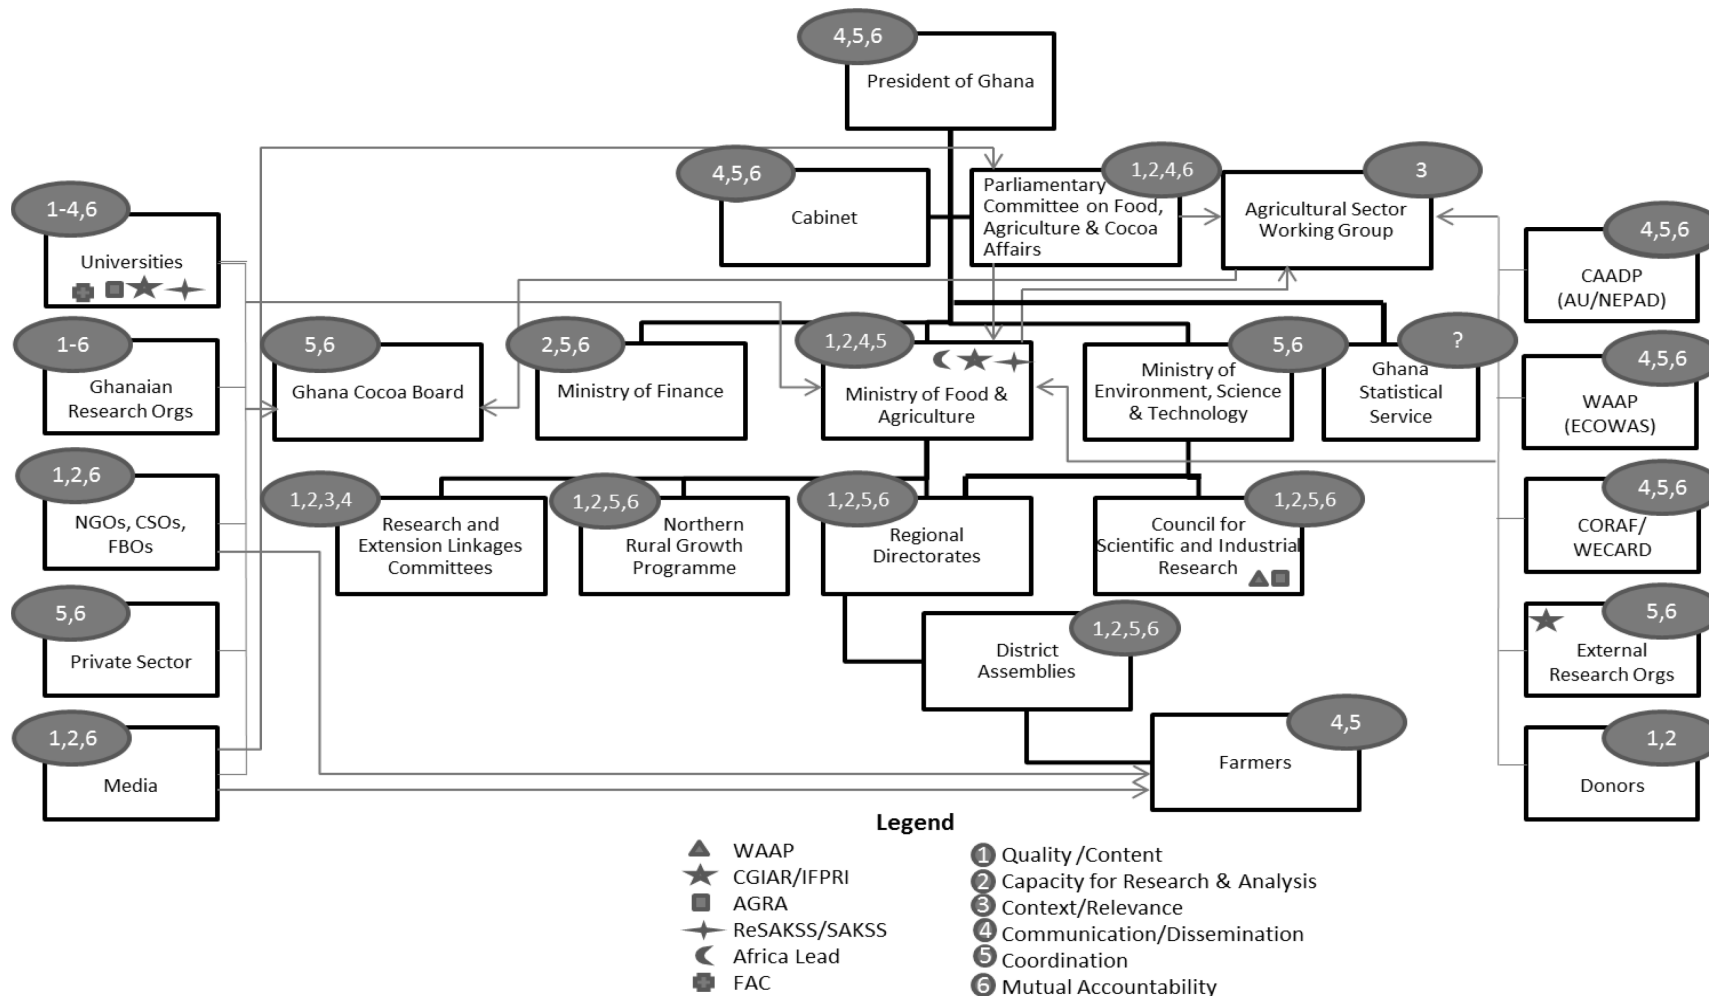 4,5,6
President of Ghana
4,5,6
Cabinet
1,2,4,6
Parliamentary
Committee on Food,
Agriculture & Cocoa
Affairs
3
Agricultural Sector
Working Group
1-4,6
Universities
4,5,6
CAADP
(AU/NEPAD)
1-6
Ghanaian
Research Orgs
5,6
Ghana Cocoa Board
2,5,6
Ministry of Finance
1,2,4,5
Ministry of Food &
Agriculture
5,6
Ministry of
Environment, Science
& Technology
?
Ghana
Statistical
Service
4,5,6
WAAP
(ECOWAS)
1,2,6
NGOs, CSOs,
FBOs
1,2,3,4
Research and
Extension Linkages
Committees
1,2,5,6
Northern
Rural Growth
Programme
1,2,5,6
Regional
Directorates
1,2,5,6
Council for
Scientific and Industrial
Research
4,5,6
CORAF/
WECARD
5,6
Private Sector
1,2,5,6
District
Assemblies
5,6
External
Research Orgs
1,2,6
Media
4,5
Farmers
1,2
Donors
Legend
WAAP
CGIAR/IFPRI
AGRA
ReSAKSS/SAKSS
Africa Lead
FAC
1 Quality/Content
2 Capacity for Research & Analysis
3 Context/Relevance
4 Communication/Dissemination
5 Coordination
6 Mutual Accountability